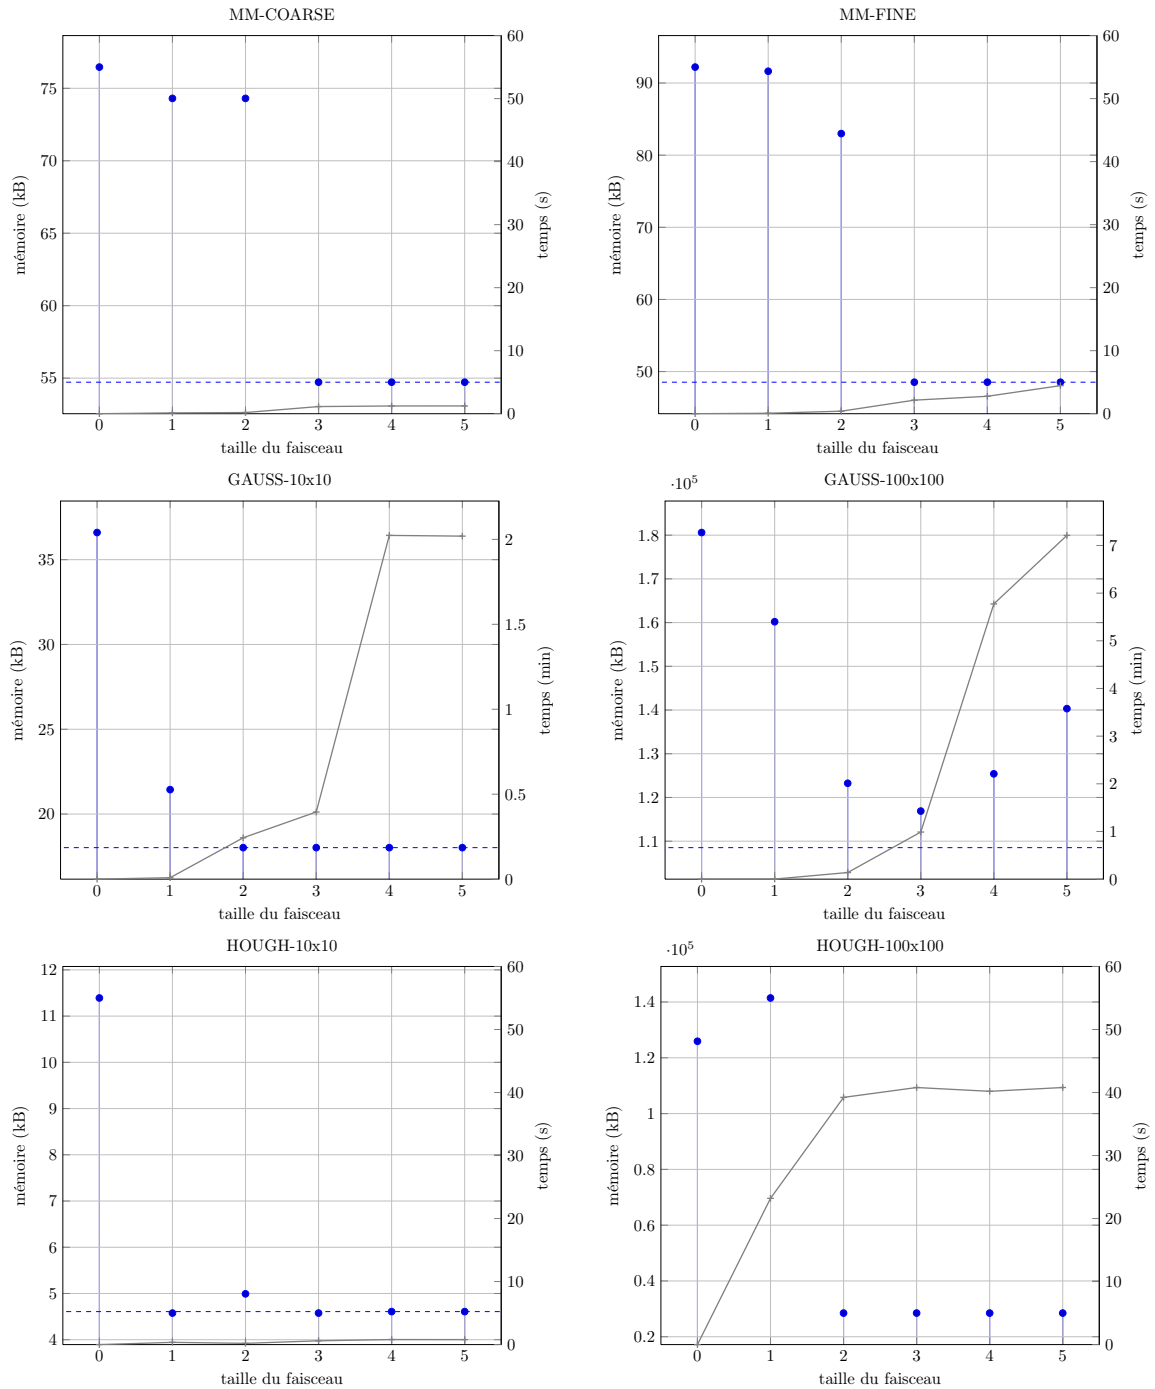 MM-COARSE
75
70
65
60
55
60
50
40
30
20
10
0
0 1 2 3 4 5
mémoire (kB)
temps (s)
taille du faisceau
MM-FINE
90
80
70
60
50
60
50
40
30
20
10
0
0 1 2 3 4 5
mémoire (kB)
temps (s)
taille du faisceau
GAUSS-10x10
35
30
25
20
2
1.5
1
0.5
0
0 1 2 3 4 5
mémoire (kB)
temps (min)
taille du faisceau
·10⁵
GAUSS-100x100
1.8
1.7
1.6
1.5
1.4
1.3
1.2
1.1
7
6
5
4
3
2
1
0
0 1 2 3 4 5
mémoire (kB)
temps (min)
taille du faisceau
HOUGH-10x10
12
11
10
9
8
7
6
5
4
60
50
40
30
20
10
0
0 1 2 3 4 5
mémoire (kB)
temps (s)
taille du faisceau
·10⁵
HOUGH-100x100
1.4
1.2
1
0.8
0.6
0.4
0.2
60
50
40
30
20
10
0
0 1 2 3 4 5
mémoire (kB)
temps (s)
taille du faisceau